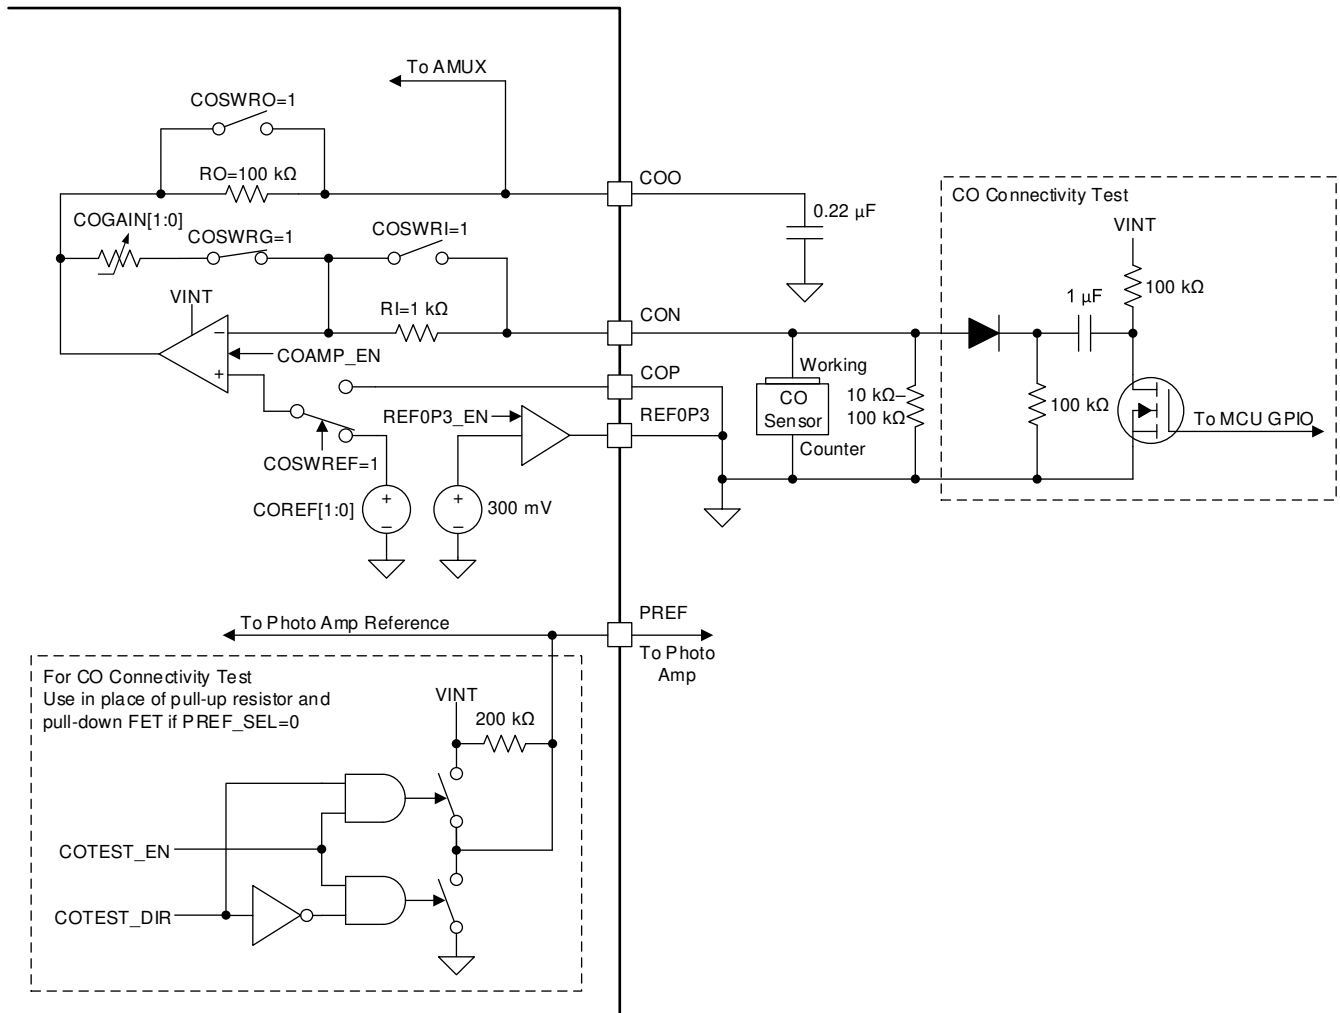 To AMUX
COSWRO=1
RO=100 kΩ
COO
COGAIN[1:0]
COSWRG=1
COSWRI=1
0.22 µF
CO Connectivity Test
VINT
100 kΩ
1 µF
VINT
RI=1 kΩ
CON
−
+
COAMP_EN
COP
Working
CO
Sensor
Counter
10 kΩ–
100 kΩ
100 kΩ
To MCU GPIO
REF0P3_EN
REF0P3
COSWREF=1
COREF[1:0]
+
−
+
−
300 mV
PREF
To Photo Amp Reference
To Photo
Amp
For CO Connectivity Test
Use in place of pull-up resistor and
pull-down FET if PREF_SEL=0
VINT
200 kΩ
COTEST_EN
COTEST_DIR